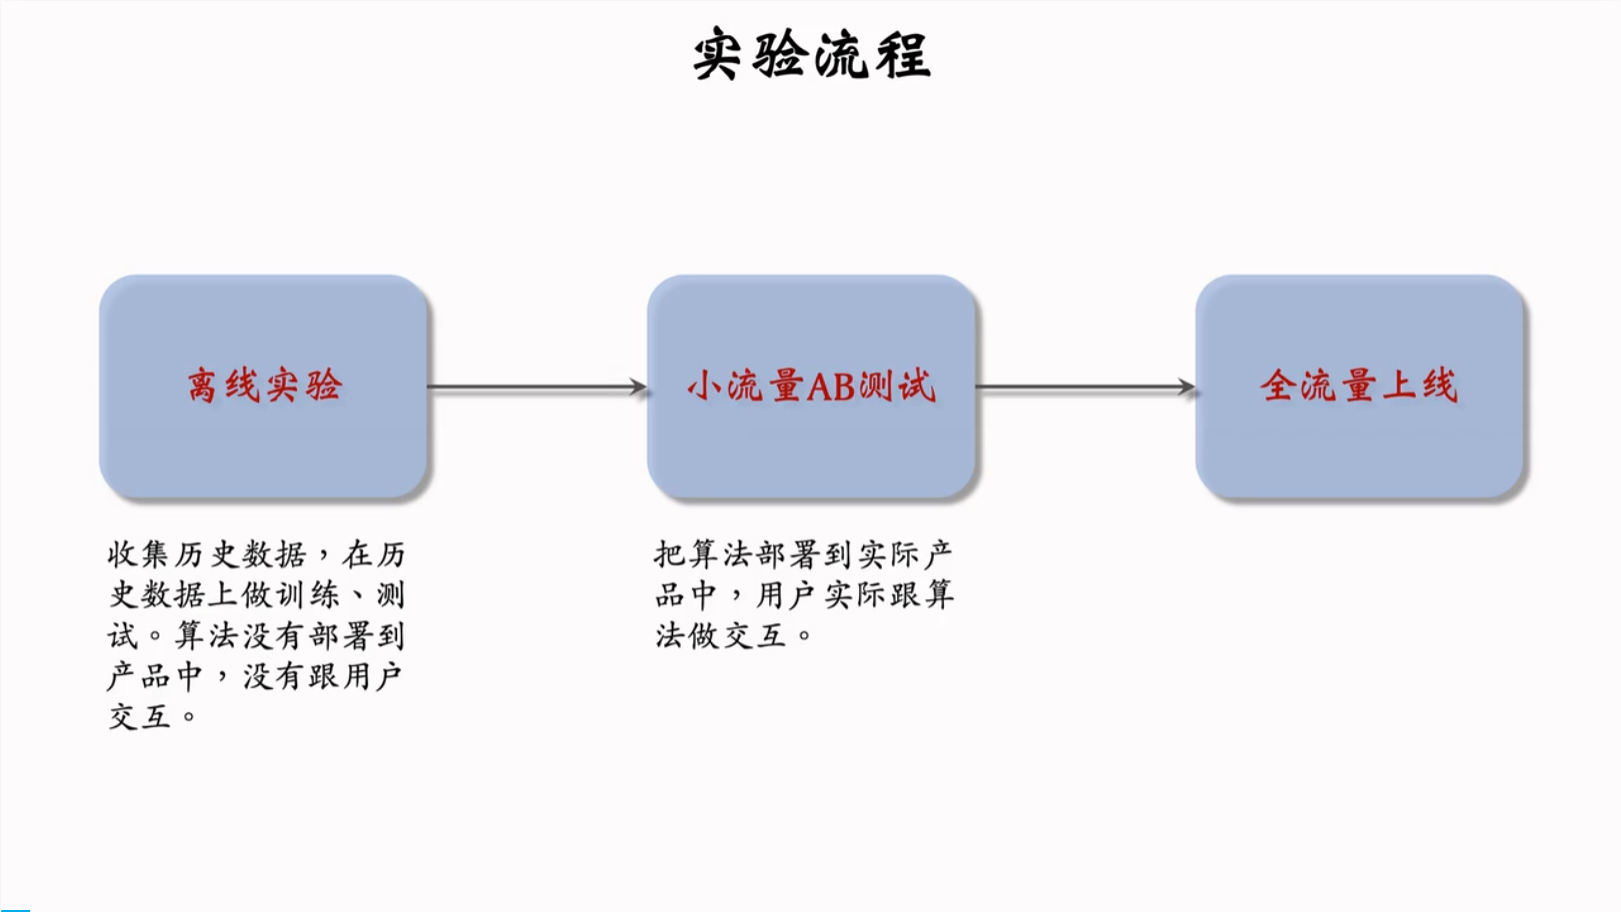 实验流程
离线实验
小流量AB测试
全流量上线
收集历史数据，在历
史数据上做训练、测
试。算法没有部署到
产品中，没有跟用户
交互。
把算法部署到实际产
品中，用户实际跟算
法做交互。